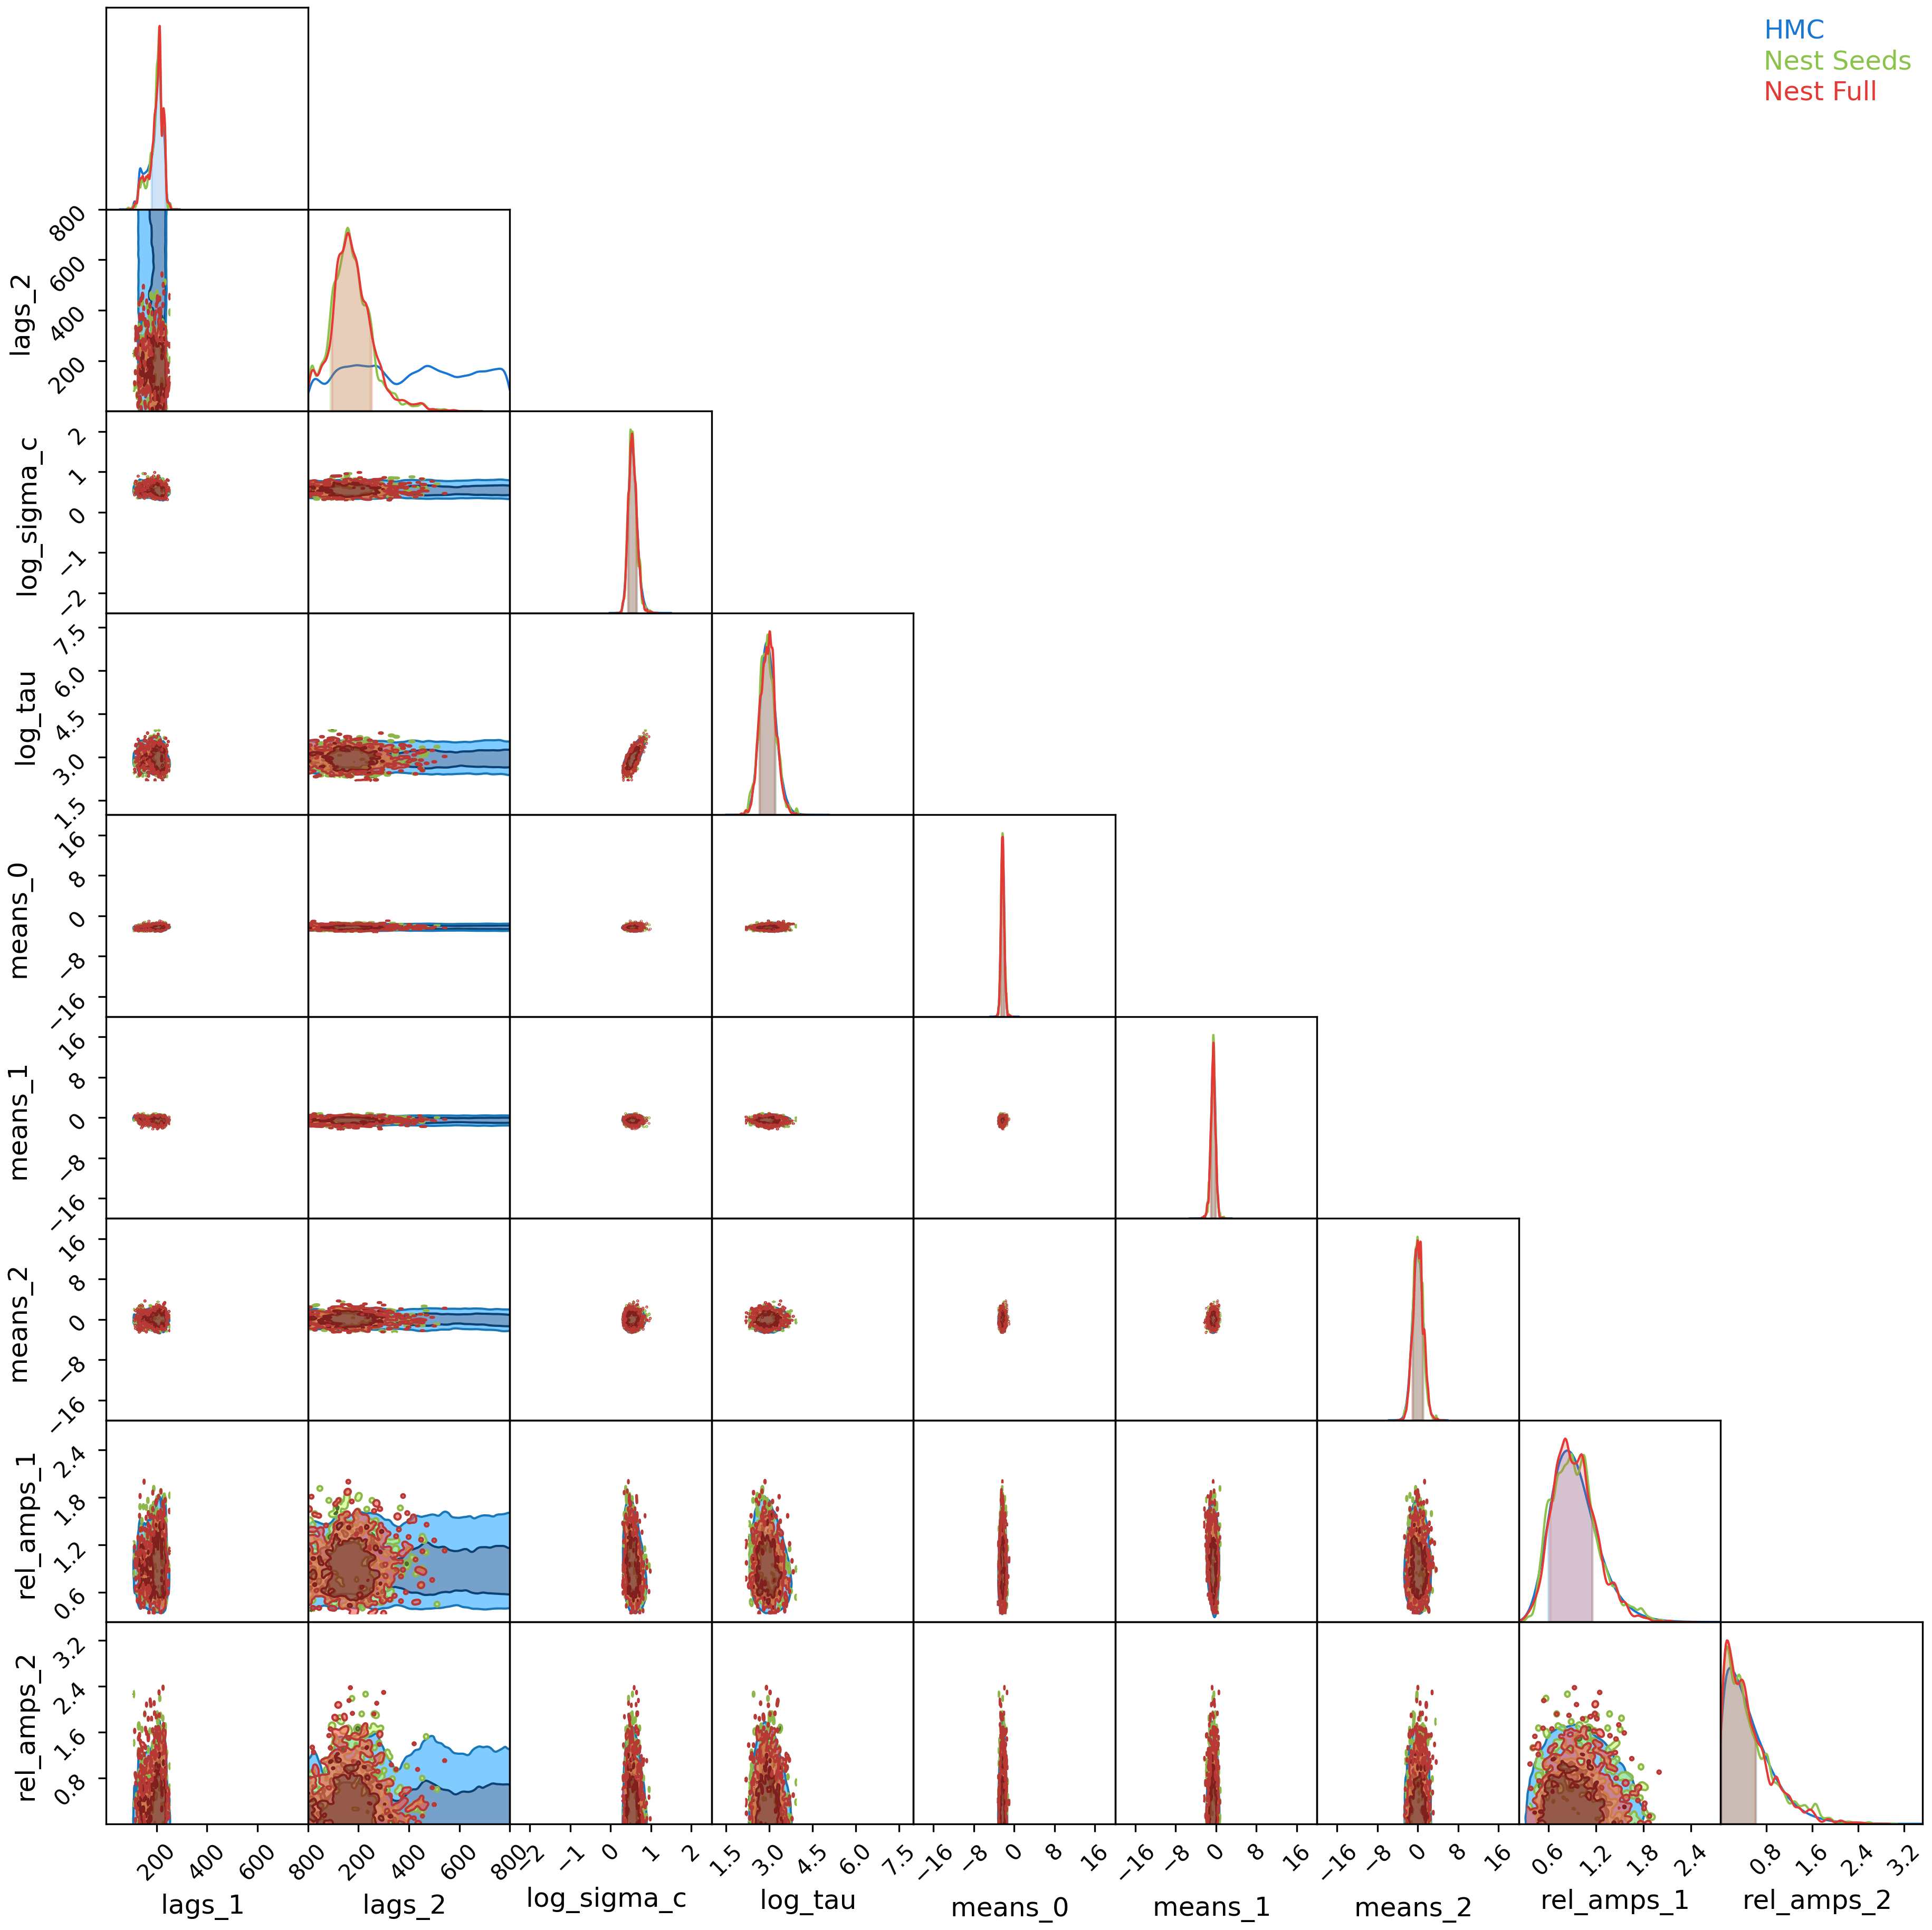 HMC
Nest Seeds
Nest Full
lags_2
800
600
400
200
log_sigma_c
2
1
0
−1
−2
log_tau
7.5
6.0
4.5
3.0
1.5
means_0
16
8
0
−8
−16
means_1
16
8
0
−8
−16
means_2
16
8
0
−8
−16
rel_amps_1
2.4
1.8
1.2
0.6
rel_amps_2
3.2
2.4
1.6
0.8
200 400 600 800 200 400 600 800 −2 −1 0 1 2 1.5 3.0 4.5 6.0 7.5 −16 −8 0 8 16 −16 −8 0 8 16 −16 −8 0 8 16 0.6 1.2 1.8 2.4 0.8 1.6 2.4 3.2
lags_1 lags_2 log_sigma_c log_tau means_0 means_1 means_2 rel_amps_1 rel_amps_2